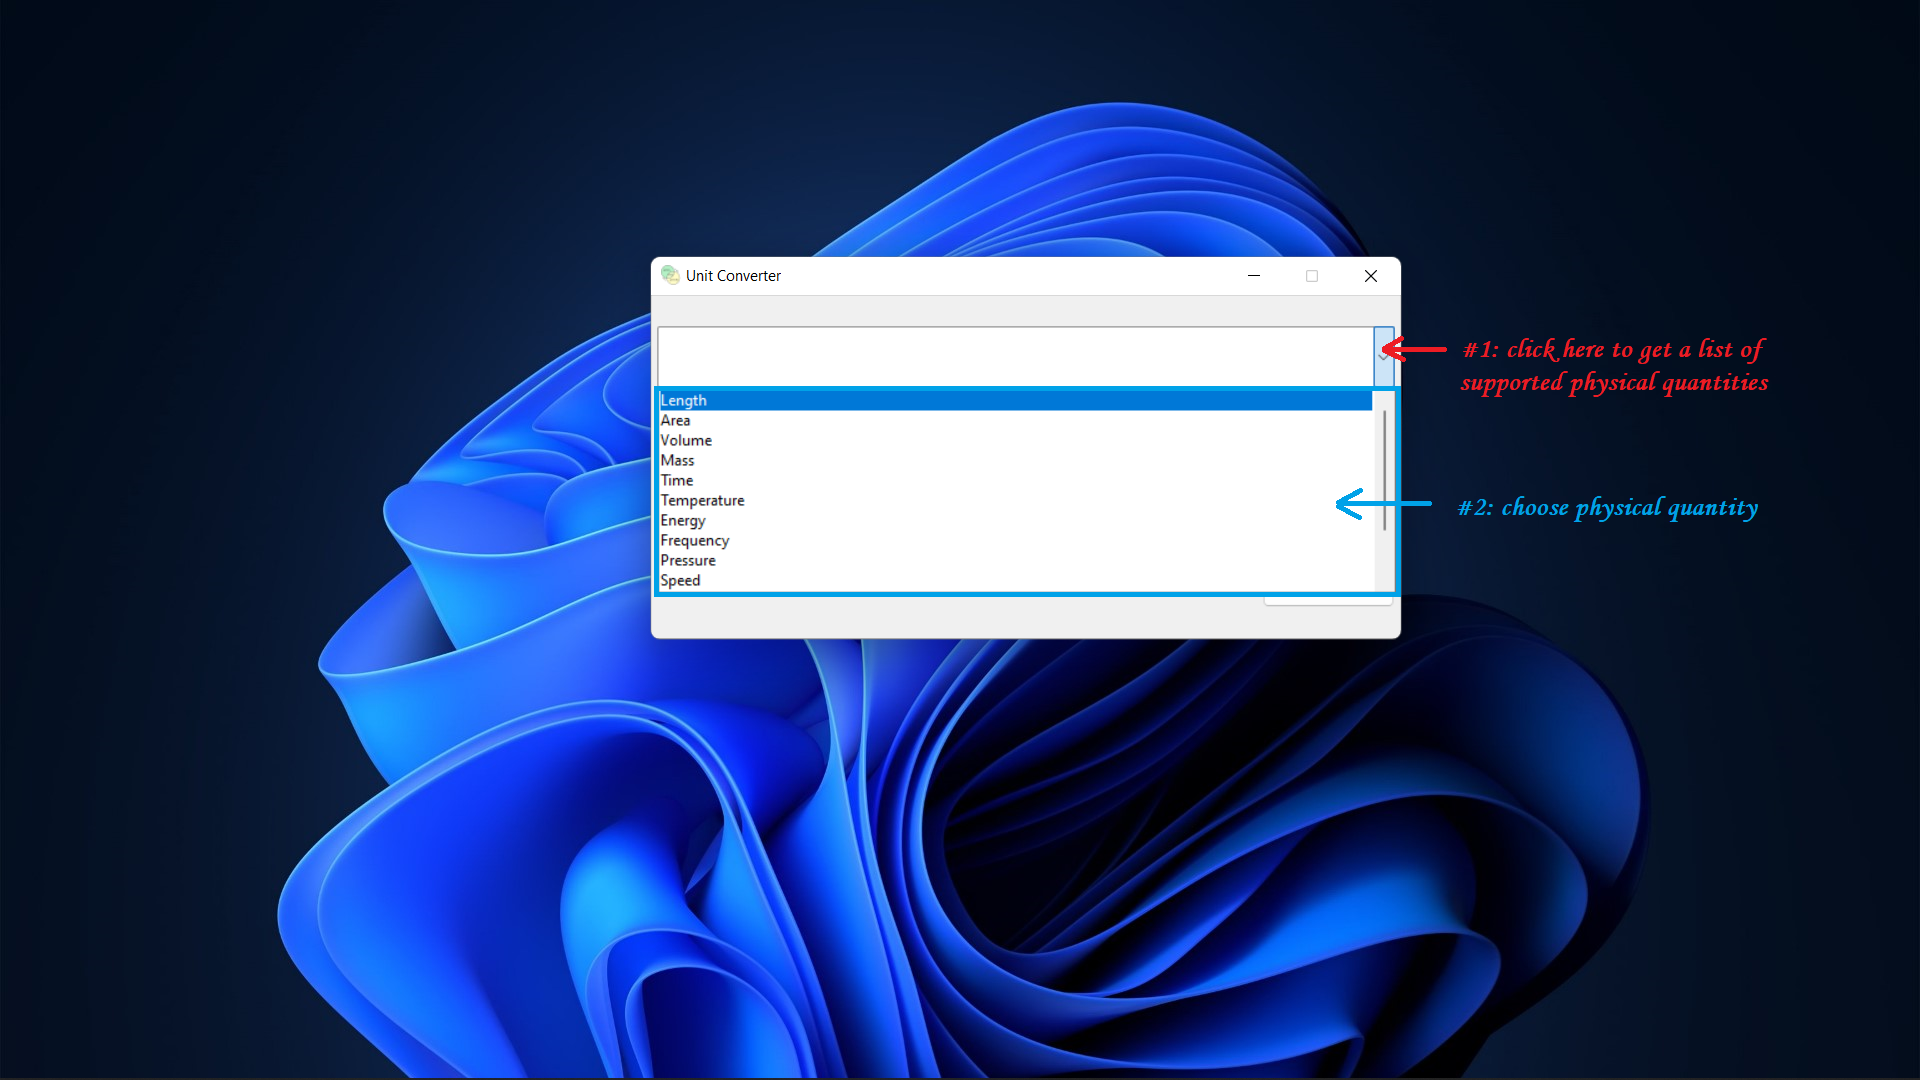 Unit Converter
#1: click here to get a list of
supported physical quantities
Length
Area
Volume
Mass
Time
Temperature
#2: choose physical quantity
Energy
Frequency
Pressure
Speed